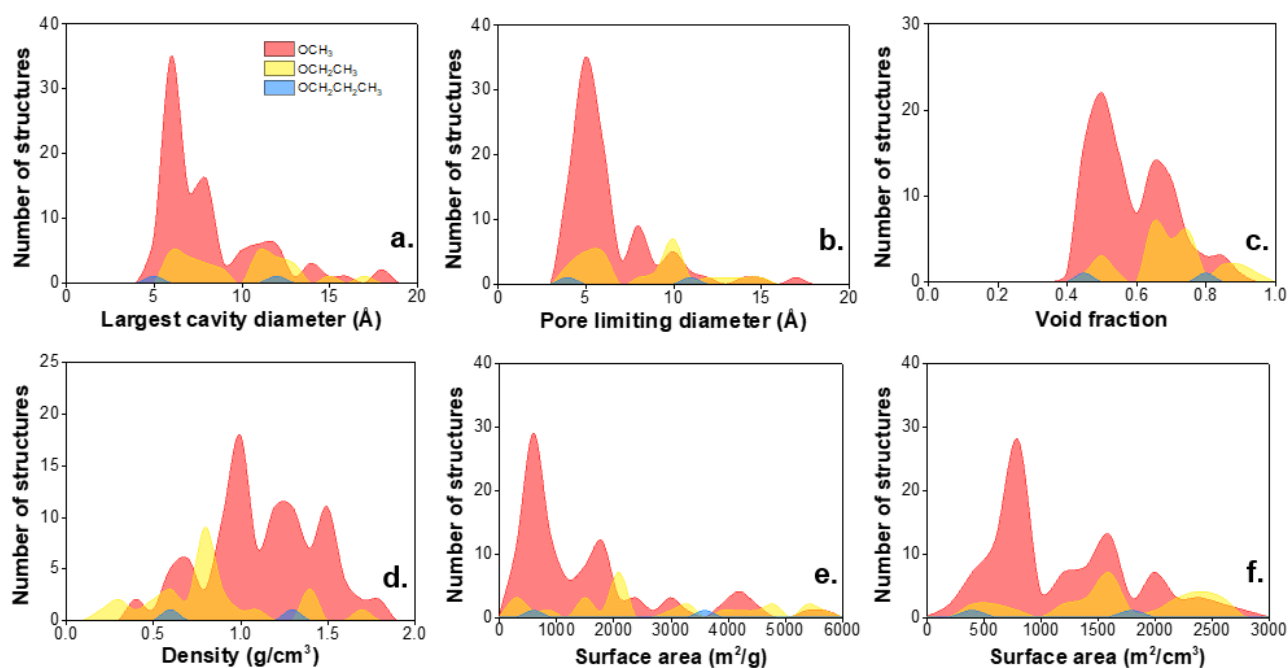 40
30
20
10
0
Number of structures
OCH₃
OCH₂CH₃
OCH₂CH₂CH₃
a.
0 5 10 15 20
Largest cavity diameter (Å)
40
30
20
10
0
Number of structures
b.
0 5 10 15 20
Pore limiting diameter (Å)
30
20
10
0
Number of structures
c.
0.0 0.2 0.4 0.6 0.8 1.0
Void fraction
25
20
15
10
5
0
Number of structures
d.
0.0 0.5 1.0 1.5 2.0
Density (g/cm³)
40
30
20
10
0
Number of structures
e.
0 1000 2000 3000 4000 5000 6000
Surface area (m²/g)
40
30
20
10
0
Number of structures
f.
0 500 1000 1500 2000 2500 3000
Surface area (m²/cm³)